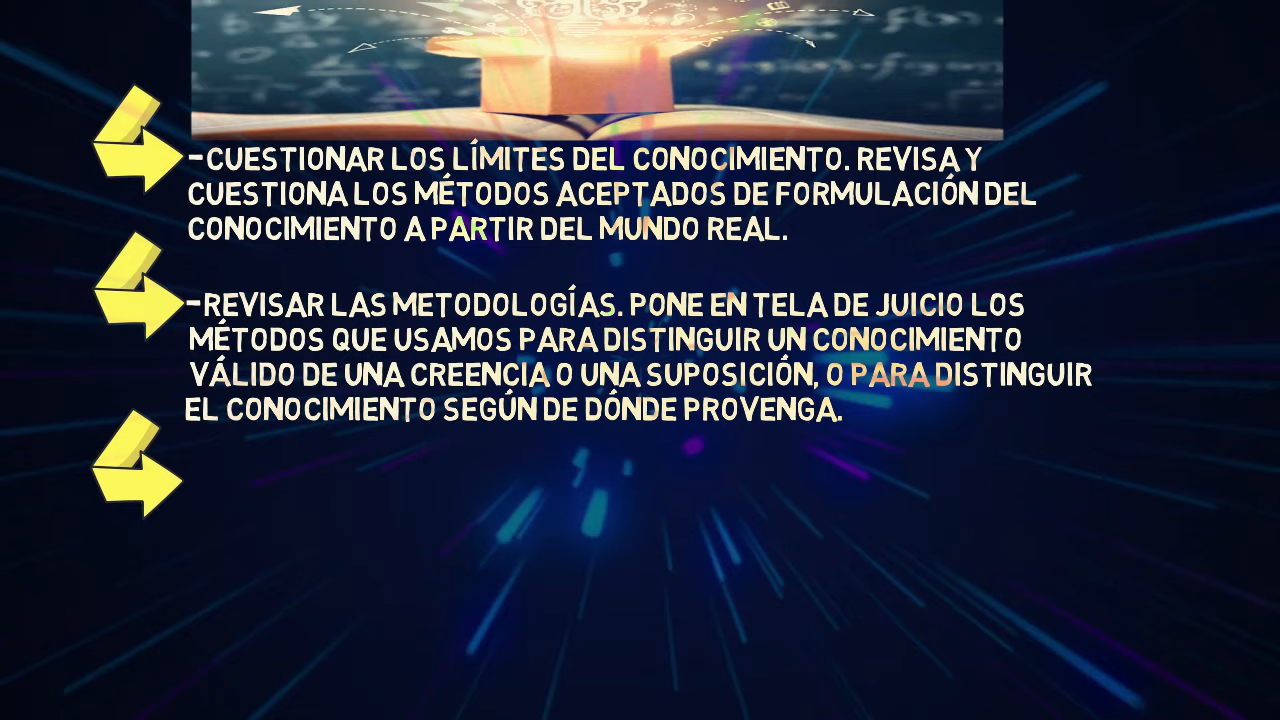 -CUESTIONAR LOS LÍMITES DEL CONOCIMIENTO. REVISA Y
CUESTIONA LOS MÉTODOS ACEPTADOS DE FORMULACIÓN DEL
CONOCIMIENTO A PARTIR DEL MUNDO REAL.
-REVISAR LAS METODOLOGÍAS. PONE EN TELA DE JUICIO LOS
MÉTODOS QUE USAMOS PARA DISTINGUIR UN CONOCIMIENTO
VÁLIDO DE UNA CREENCIA O UNA SUPOSICIÓN, O PARA DISTINGUIR
EL CONOCIMIENTO SEGÚN DE DÓNDE PROVENGA.